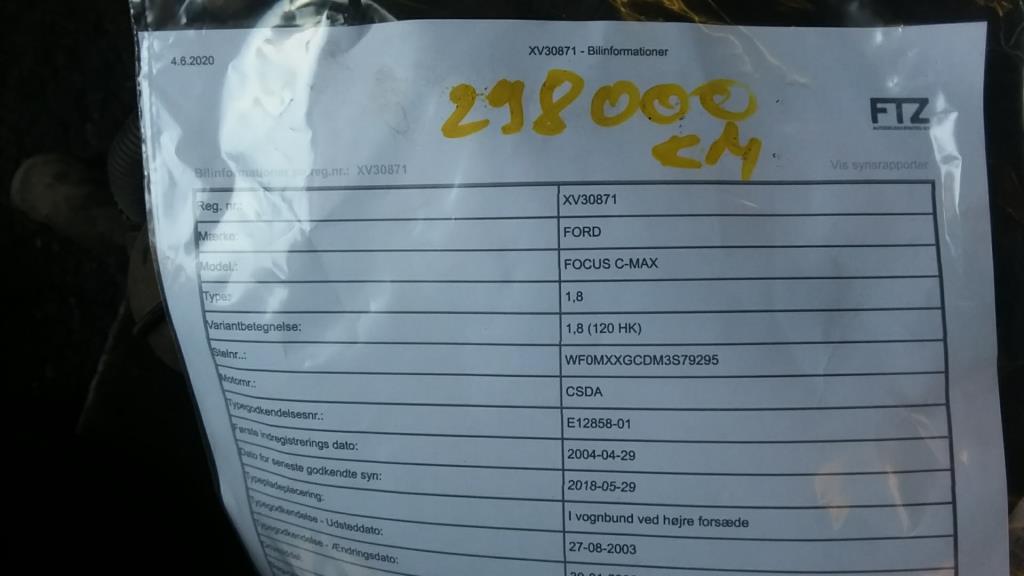 4.6.2020
XV30871 - Bilinformationer
298000
FTZ
Bilinformationer på reg.nr.: XV30871
Vis synsrapporter
Reg. nr.: XV30871
Mærke: FORD
Model.: FOCUS C-MAX
Type: 1,8
Variantbetegnelse: 1,8 (120 HK)
Stelnr..: WF0MXXGCDM3S79295
Motornr.: CSDA
Typegodkendelsesnr.: E12858-01
Første indregistrerings dato: 2004-04-29
Dato for seneste godkendte syn: 2018-05-29
Typepladeplacering: I vognbund ved højre forsæde
Typegodkendelse - Udsteddato: 27-08-2003
Typegodkendelse - Ændringsdato: